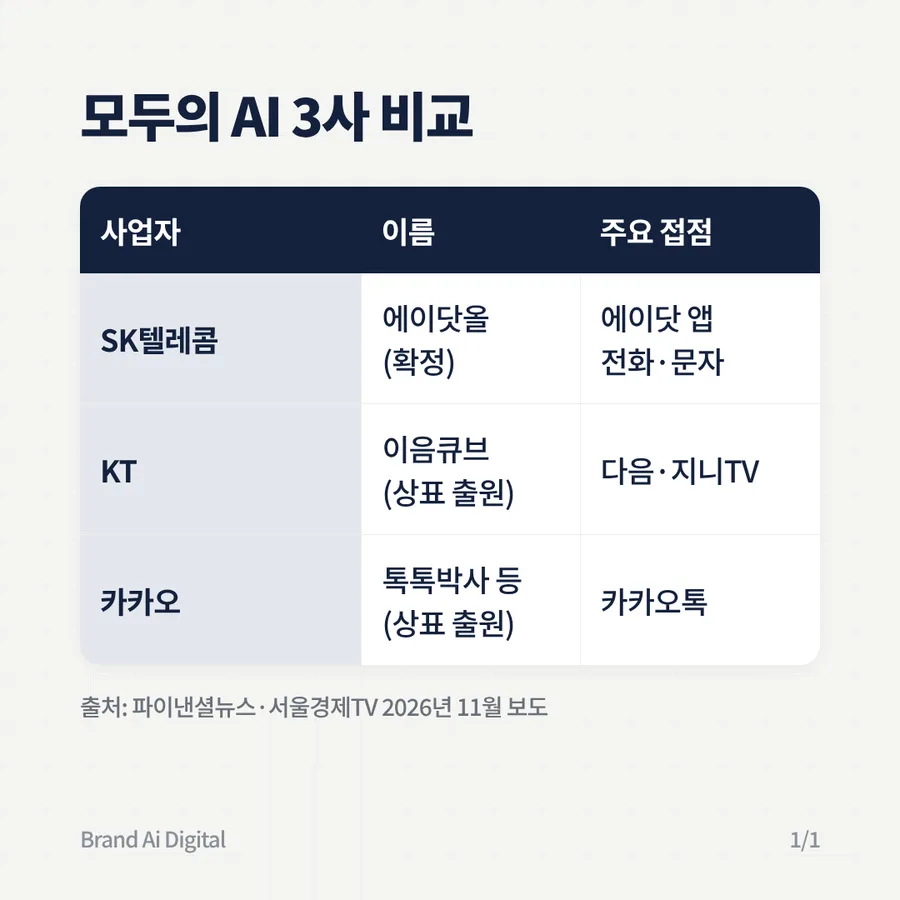 모두의 AI 3사 비교
사업자 이름 주요 접점
SK텔레콤
에이닷올
(확정)
에이닷 앱
전화·문자
KT
이음큐브
(상표 출원)
다음·지니TV
카카오
톡톡박사 등
(상표 출원)
카카오톡
출처: 파이낸셜뉴스·서울경제TV 2026년 11월 보도
Brand Ai Digital
1/1